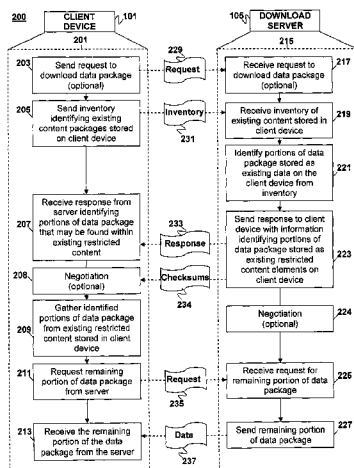 200
CLIENT
DEVICE
101
105
DOWNLOAD
SERVER
201
215
203
Send request to
download data package
(optional)
229
Request
Receive request to
download data package
(optional)
217
205
Send inventory
identifying existing
content packages stored
on client device
Inventory
231
Receive inventory of
existing content stored in
client device
219
Identify portions of
data package
stored as
existing data on
the client device
from inventory
221
207
Receive response from
server identifying
portions of data package
that may be found within
existing restricted
content
233
Response
Send response to client
device with information
identifying portions of
data package stored as
existing restricted
content elements on
client device
223
208
Negotiation
(optional)
Checksums
234
Negotiation
(optional)
224
209
Gather identified
portions of data package
from existing restricted
content stored in client
device
211
Request remaining
portion of data package
from server
Request
235
Receive request for
remaining portion of
data package
225
213
Receive the remaining
portion of the data
package from the server
Data
237
Send remaining portion
of data package
227